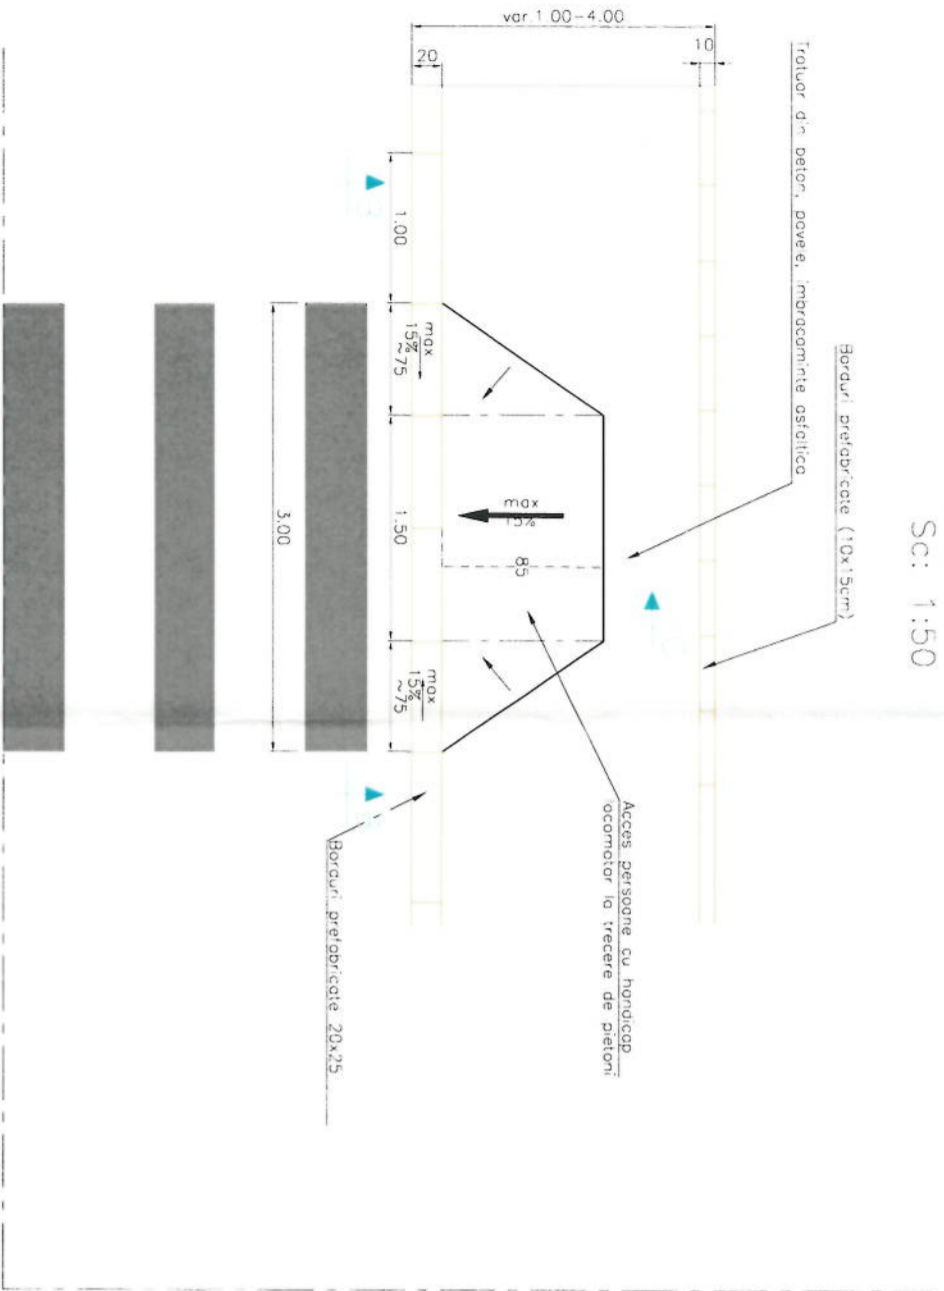 Sc: 1:50
Borduri prefabricate (10x15cm)
Trotuar din beton, pavele, imbracaminte asfaltica
var.1.00-4.00
10
20
1.00
max
15%
~75
max
15%
1.50
85
max
15%
~75
3.00
Acces persoane cu handicap
locomotor la trecere de pietoni
Borduri prefabricate 20x25